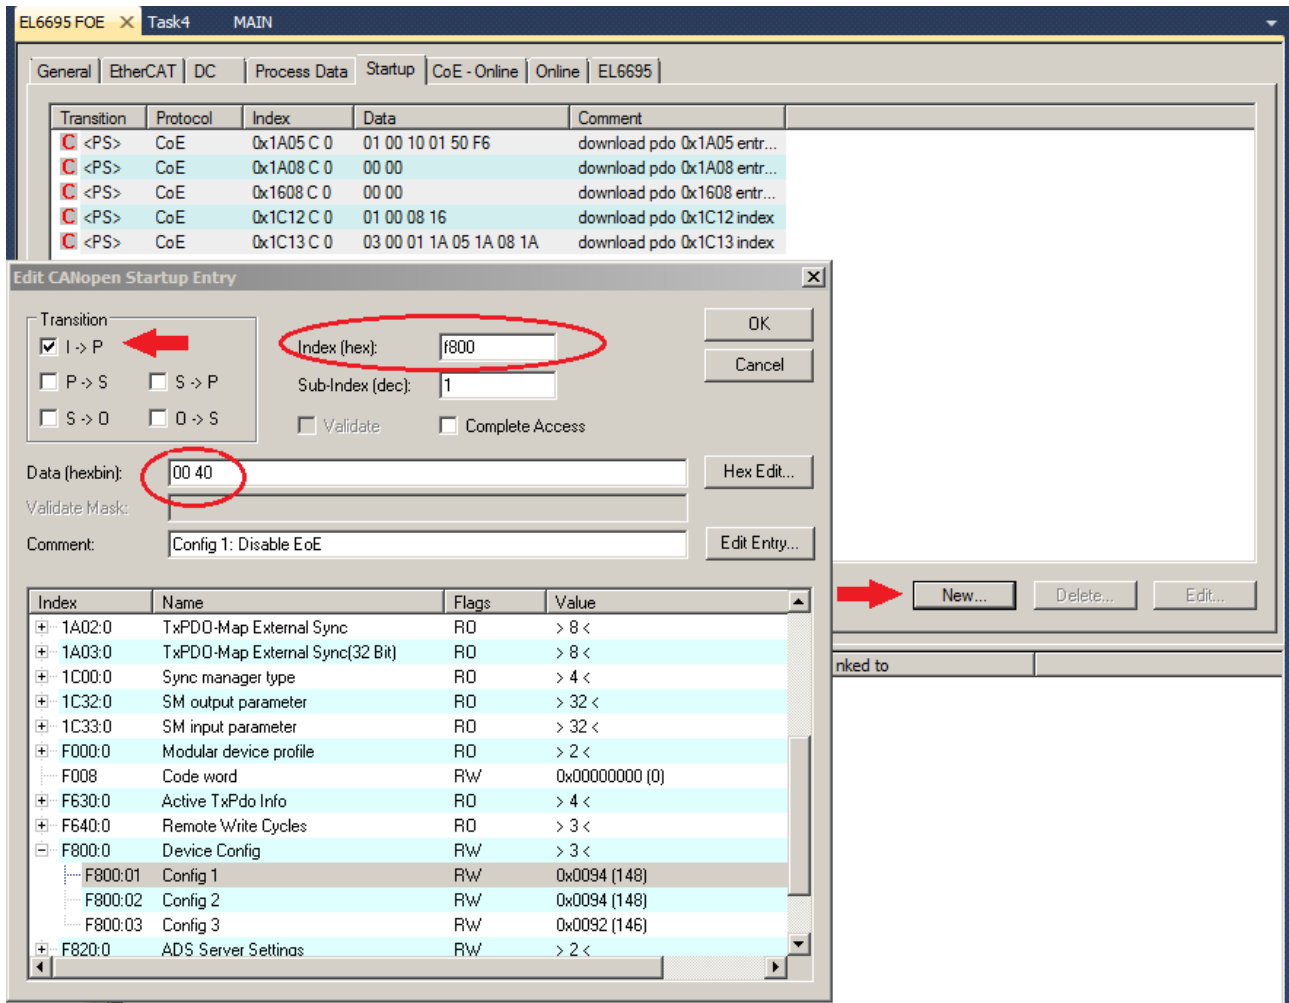 EL6695 FOE Task4 MAIN
General EtherCAT DC Process Data Startup CoE - Online Online EL6695
Transition Protocol Index Data Comment
C <PS> CoE 0x1A05 C 0 01 00 10 01 50 F6 download pdo 0x1A05 entr...
C <PS> CoE 0x1A08 C 0 00 00 download pdo 0x1A08 entr...
C <PS> CoE 0x1608 C 0 00 00 download pdo 0x1608 entr...
C <PS> CoE 0x1C12 C 0 01 00 08 16 download pdo 0x1C12 index
C <PS> CoE 0x1C13 C 0 03 00 01 1A 05 1A 08 1A download pdo 0x1C13 index
Edit CANopen Startup Entry
Transition
I -> P
P -> S S -> P
S -> O O -> S
Index (hex): f800
Sub-Index (dec): 1
Validate Complete Access
OK
Cancel
Data (hexbin): 00 40 Hex Edit...
Validate Mask:
Comment: Config 1: Disable EoE Edit Entry...
New... Delete... Edit...
nked to
Index Name Flags Value
1A02:0 TxPDO-Map External Sync RO > 8 <
1A03:0 TxPDO-Map External Sync(32 Bit) RO > 8 <
1C00:0 Sync manager type RO > 4 <
1C32:0 SM output parameter RO > 32 <
1C33:0 SM input parameter RO > 32 <
F000:0 Modular device profile RO > 2 <
F008 Code word RW 0x00000000 (0)
F630:0 Active TxPdo Info RO > 4 <
F640:0 Remote Write Cycles RO > 3 <
F800:0 Device Config RW > 3 <
F800:01 Config 1 RW 0x0094 (148)
F800:02 Config 2 RW 0x0094 (148)
F800:03 Config 3 RW 0x0092 (146)
F820:0 ADS Server Settings RW > 2 <